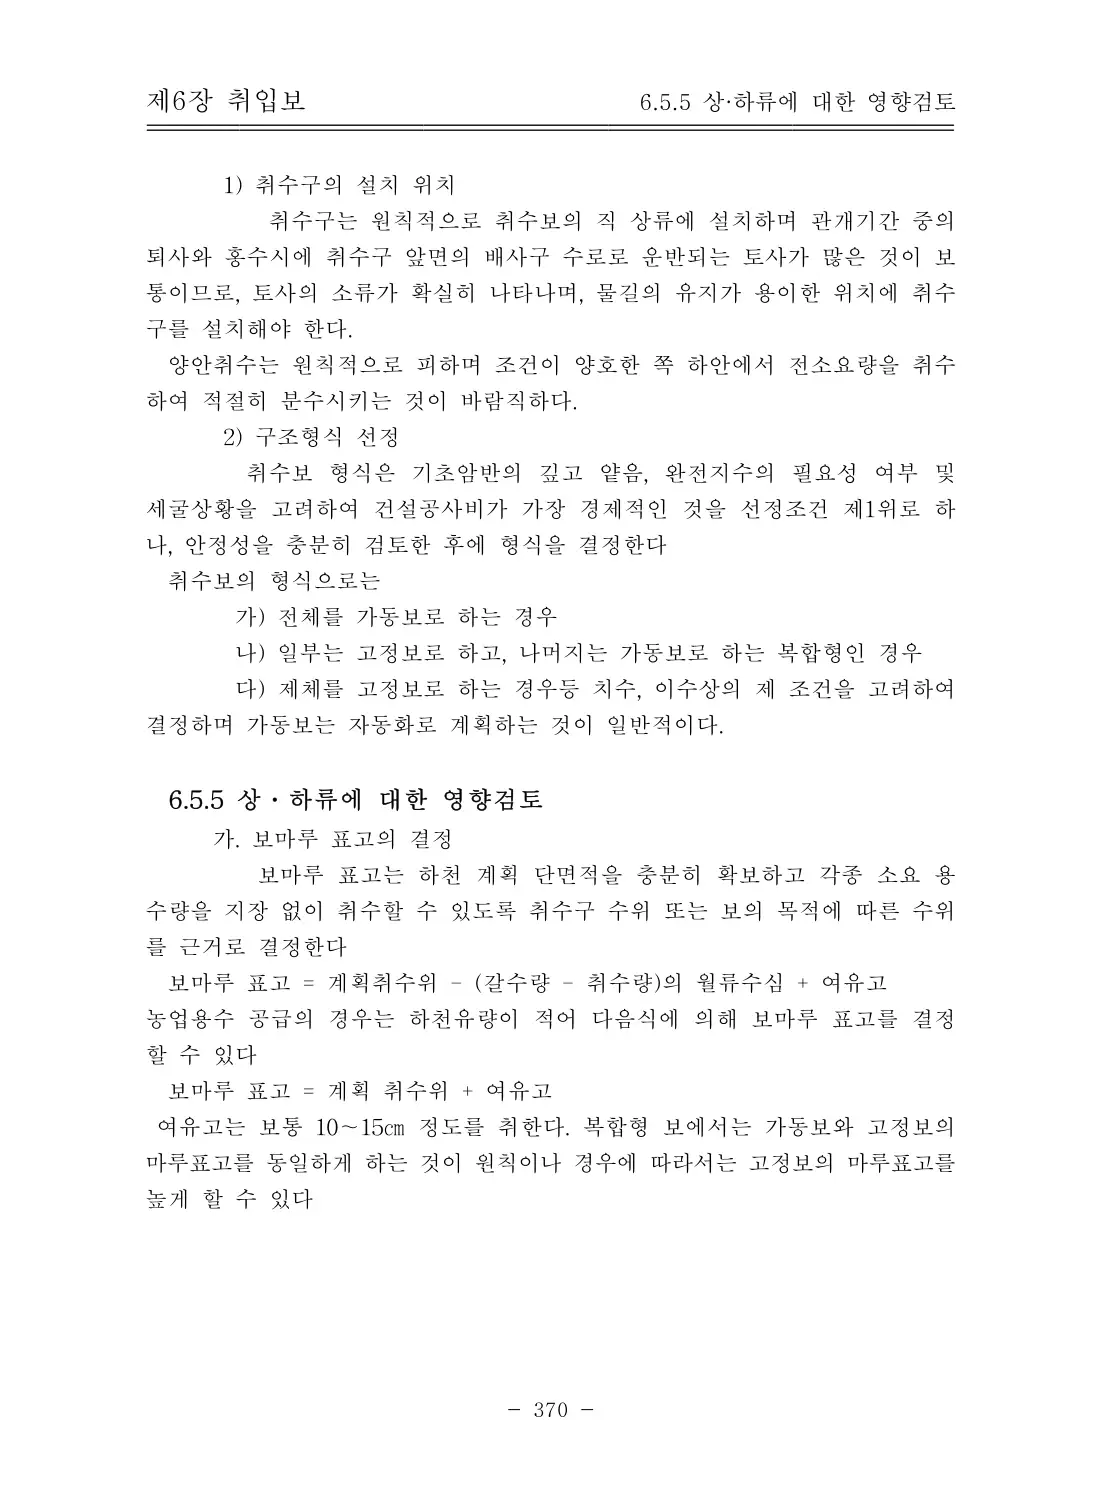 제6장 취입보
6.5.5 상·하류에 대한 영향검토
1) 취수구의 설치 위치
취수구는 원칙적으로 취수보의 직 상류에 설치하며 관개기간 중의
퇴사와 홍수시에 취수구 앞면의 배사구 수로로 운반되는 토사가 많은 것이 보
통이므로, 토사의 소류가 확실히 나타나며, 물길의 유지가 용이한 위치에 취수
구를 설치해야 한다.
양안취수는 원칙적으로 피하며 조건이 양호한 쪽 하안에서 전소요량을 취수
하여 적절히 분수시키는 것이 바람직하다.
2) 구조형식 선정
취수보 형식은 기초암반의 깊고 얕음, 완전지수의 필요성 여부 및
세굴상황을 고려하여 건설공사비가 가장 경제적인 것을 선정조건 제1위로 하
나, 안정성을 충분히 검토한 후에 형식을 결정한다
취수보의 형식으로는
가) 전체를 가동보로 하는 경우
나) 일부는 고정보로 하고, 나머지는 가동보로 하는 복합형인 경우
다) 제체를 고정보로 하는 경우등 치수, 이수상의 제 조건을 고려하여
결정하며 가동보는 자동화로 계획하는 것이 일반적이다.
6.5.5 상·하류에 대한 영향검토
가. 보마루 표고의 결정
보마루 표고는 하천 계획 단면적을 충분히 확보하고 각종 소요 용
수량을 지장 없이 취수할 수 있도록 취수구 수위 또는 보의 목적에 따른 수위
를 근거로 결정한다
보마루 표고 = 계획취수위 - (갈수량 - 취수량)의 월류수심 + 여유고
농업용수 공급의 경우는 하천유량이 적어 다음식에 의해 보마루 표고를 결정
할 수 있다
보마루 표고 = 계획 취수위 + 여유고
여유고는 보통 10~15㎝ 정도를 취한다. 복합형 보에서는 가동보와 고정보의
마루표고를 동일하게 하는 것이 원칙이나 경우에 따라서는 고정보의 마루표고를
높게 할 수 있다
- 370 -